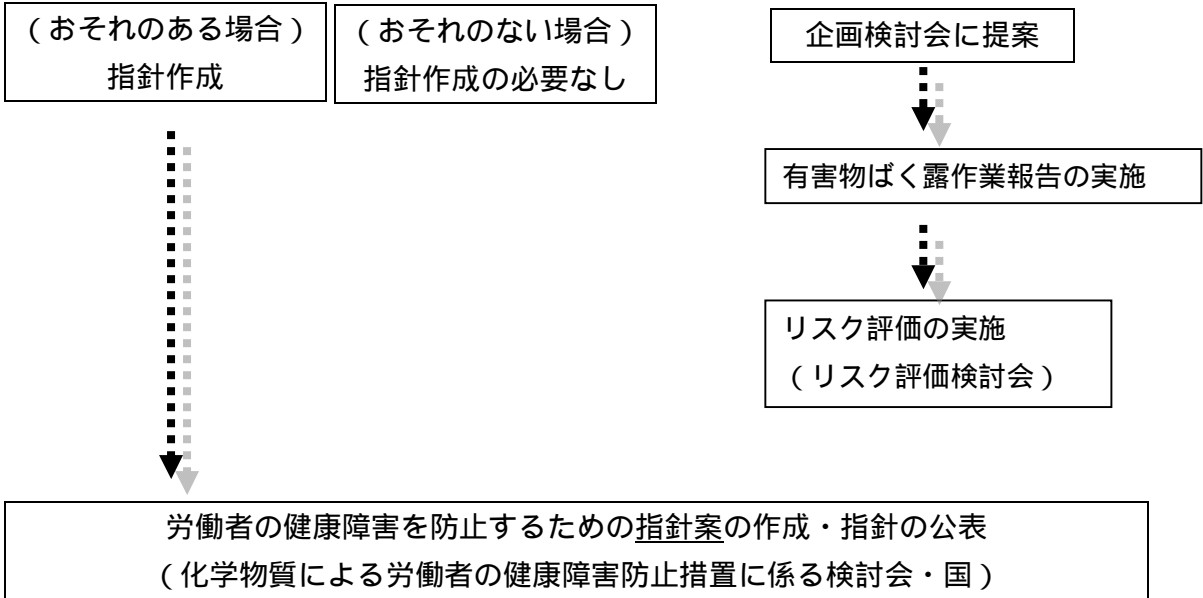 （おそれのある場合）
指針作成
（おそれのない場合）
指針作成の必要なし
企画検討会に提案
有害物ばく露作業報告の実施
リスク評価の実施
（リスク評価検討会）
労働者の健康障害を防止するための指針案の作成・指針の公表
（化学物質による労働者の健康障害防止措置に係る検討会・国）